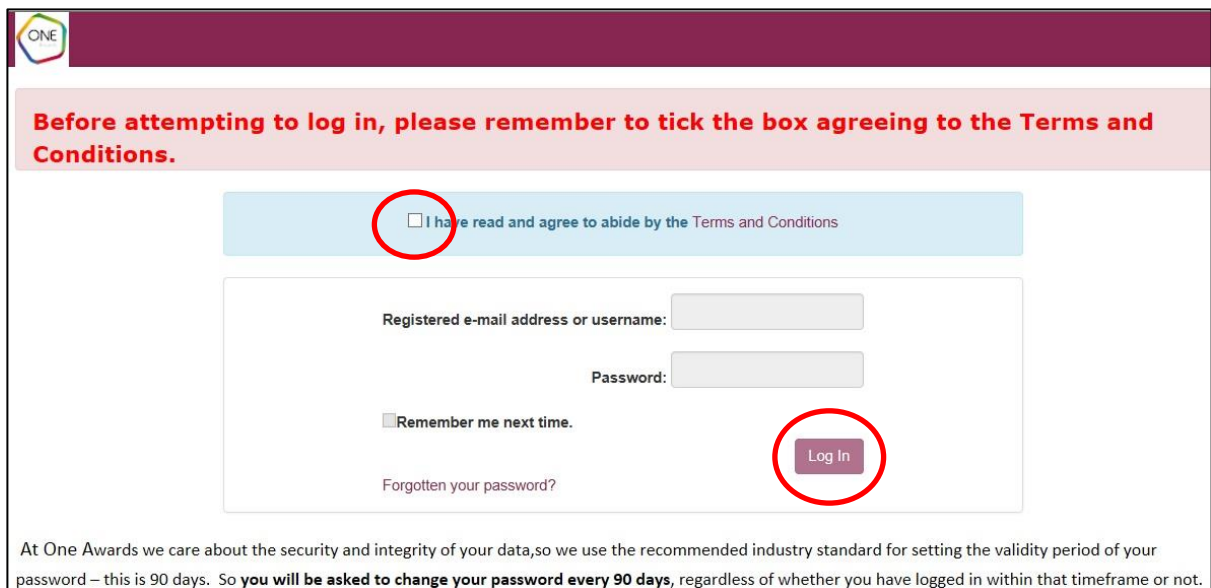 ONE
Before attempting to log in, please remember to tick the box agreeing to the Terms and
Conditions.
I have read and agree to abide by the Terms and Conditions
Registered e-mail address or username:
Password:
Remember me next time.
Log In
Forgotten your password?
At One Awards we care about the security and integrity of your data,so we use the recommended industry standard for setting the validity period of your
password – this is 90 days. So you will be asked to change your password every 90 days, regardless of whether you have logged in within that timeframe or not.